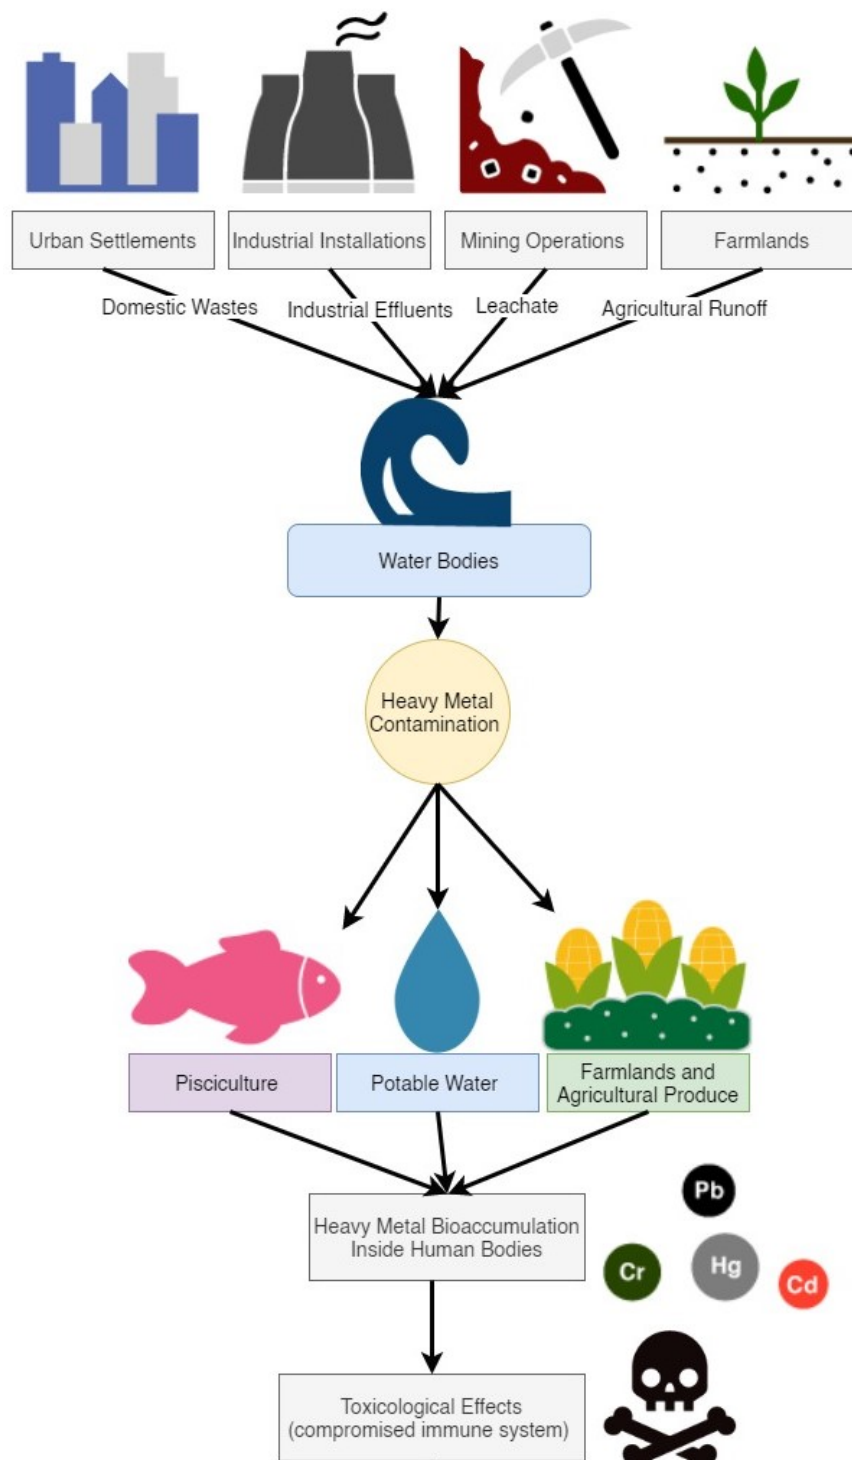 Urban Settlements
Industrial Installations
Mining Operations
Farmlands
Domestic Wastes
Industrial Effluents
Leachate
Agricultural Runoff
Water Bodies
Heavy Metal
Contamination
Pisciculture
Potable Water
Farmlands and
Agricultural Produce
Heavy Metal Bioaccumulation
Inside Human Bodies
Pb
Cr
Hg
Cd
Toxicological Effects
(compromised immune system)